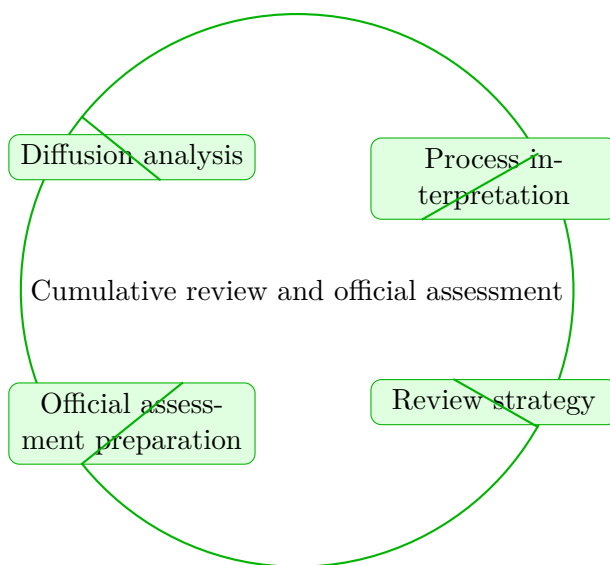 Diffusion analysis
Process in-
terpretation
Cumulative review and official assessment
Official assess-
ment preparation
Review strategy